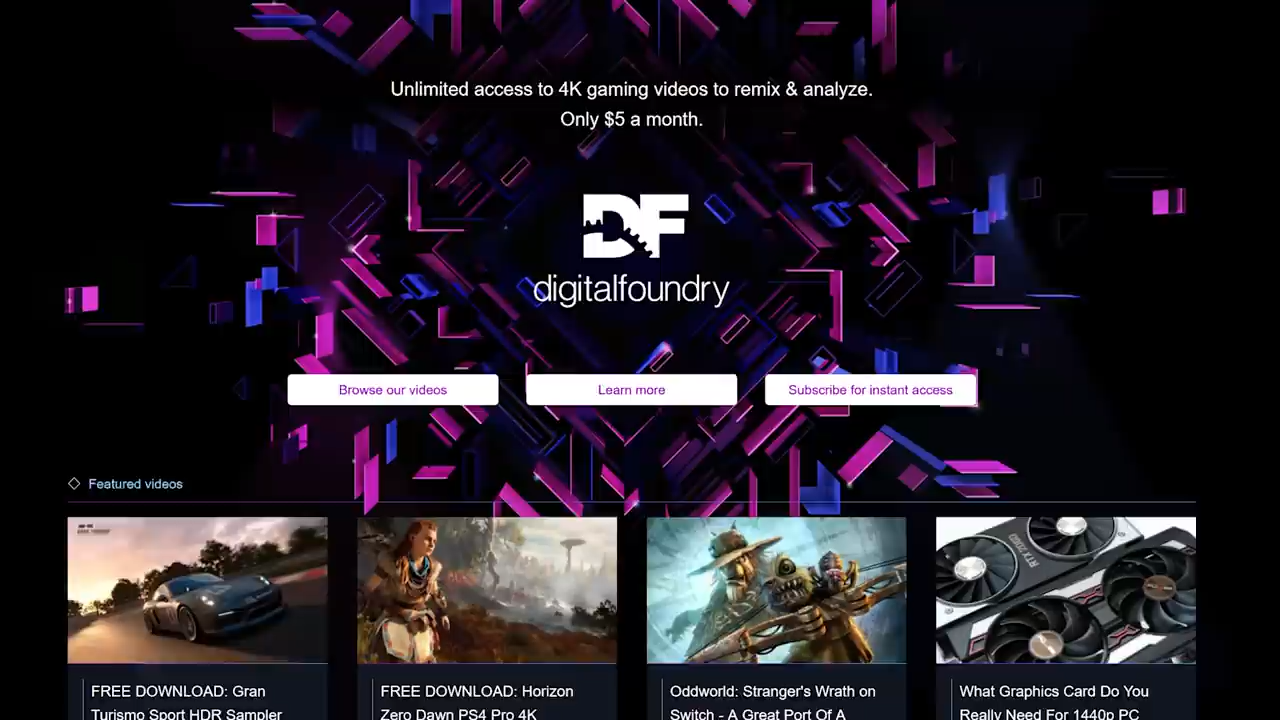 Unlimited access to 4K gaming videos to remix & analyze.
Only $5 a month.
DF
digitalfoundry
Browse our videos
Learn more
Subscribe for instant access
Featured videos
RTX 2060
FREE DOWNLOAD: Gran
Turismo Sport HDR Sampler
FREE DOWNLOAD: Horizon
Zero Dawn PS4 Pro 4K
Oddworld: Stranger's Wrath on
Switch - A Great Port Of A
What Graphics Card Do You
Really Need For 1440p PC